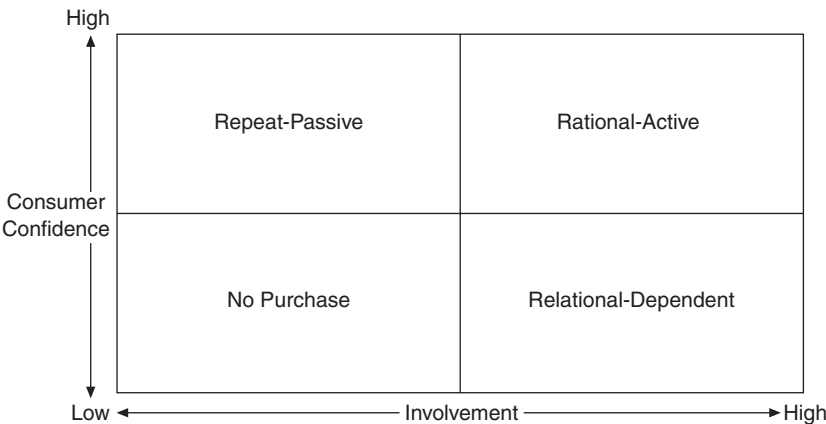 High
Repeat-Passive
Rational-Active
Consumer
Confidence
No Purchase
Relational-Dependent
Low
Involvement
High